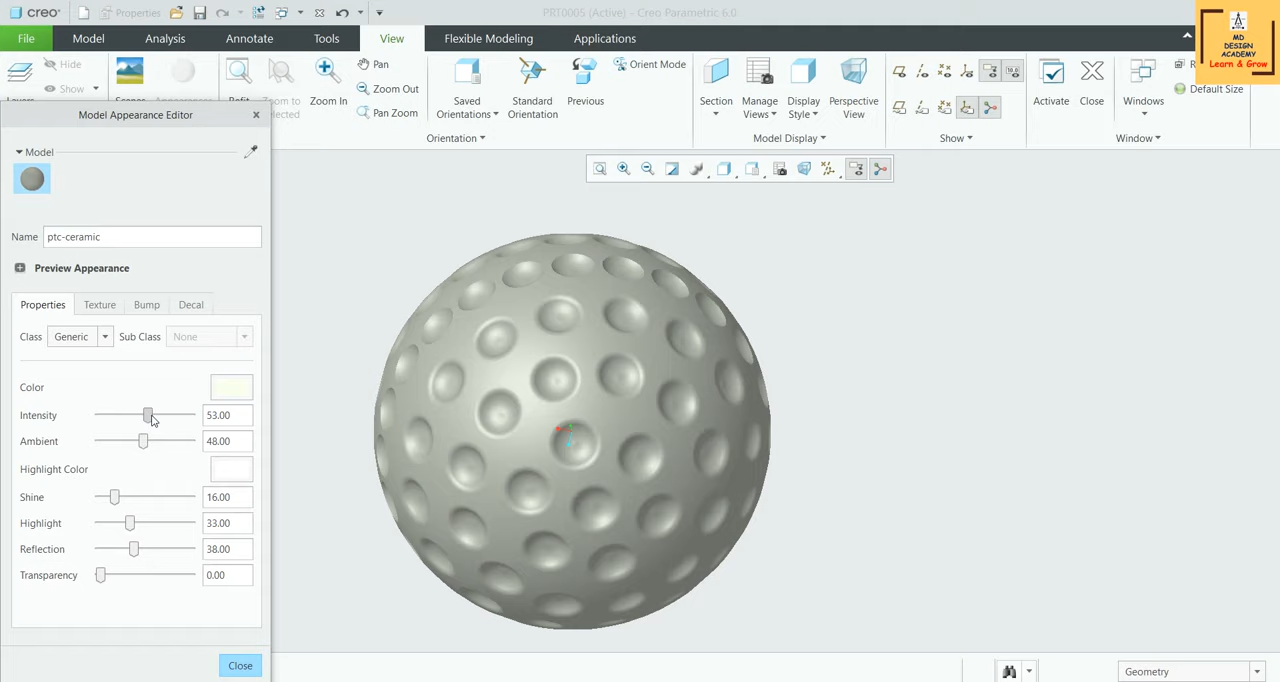 creo
Properties
PRT0005 (Active) - Creo Parametric 6.0
File
Model
Analysis
Annotate
Tools
View
Flexible Modeling
Applications
MD
DESIGN
ACADEMY
Learn & Grow
Hide
Show
Pan
Zoom Out
Pan Zoom
Zoom In
Saved
Orientations
Standard
Orientation
Previous
Orient Mode
Section
Manage
Views
Display
Style
Perspective
View
Activate
Close
Windows
Default Size
Orientation
Model Display
Show
Window
Model Appearance Editor
Model
Name
ptc-ceramic
Preview Appearance
Properties
Texture
Bump
Decal
Class
Generic
Sub Class
None
Color
Intensity
53.00
Ambient
48.00
Highlight Color
Shine
16.00
Highlight
33.00
Reflection
38.00
Transparency
0.00
Close
Geometry